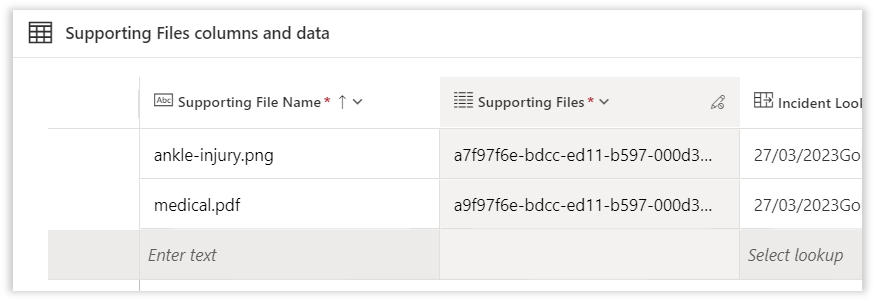 Supporting Files columns and data
Abc Supporting File Name * Supporting Files * Incident Loo
ankle-injury.png a7f97f6e-bdcc-ed11-b597-000d3... 27/03/2023Go
medical.pdf a9f97f6e-bdcc-ed11-b597-000d3... 27/03/2023Go
Enter text Select lookup